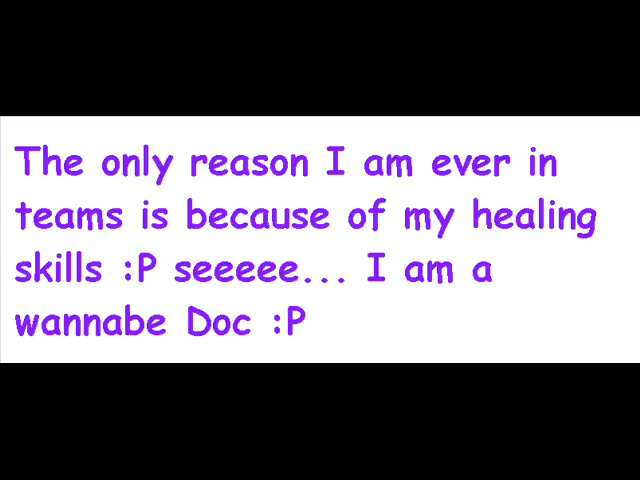 The only reason I am ever in
teams is because of my healing
skills :P seeeee... I am a
wannabe Doc :P